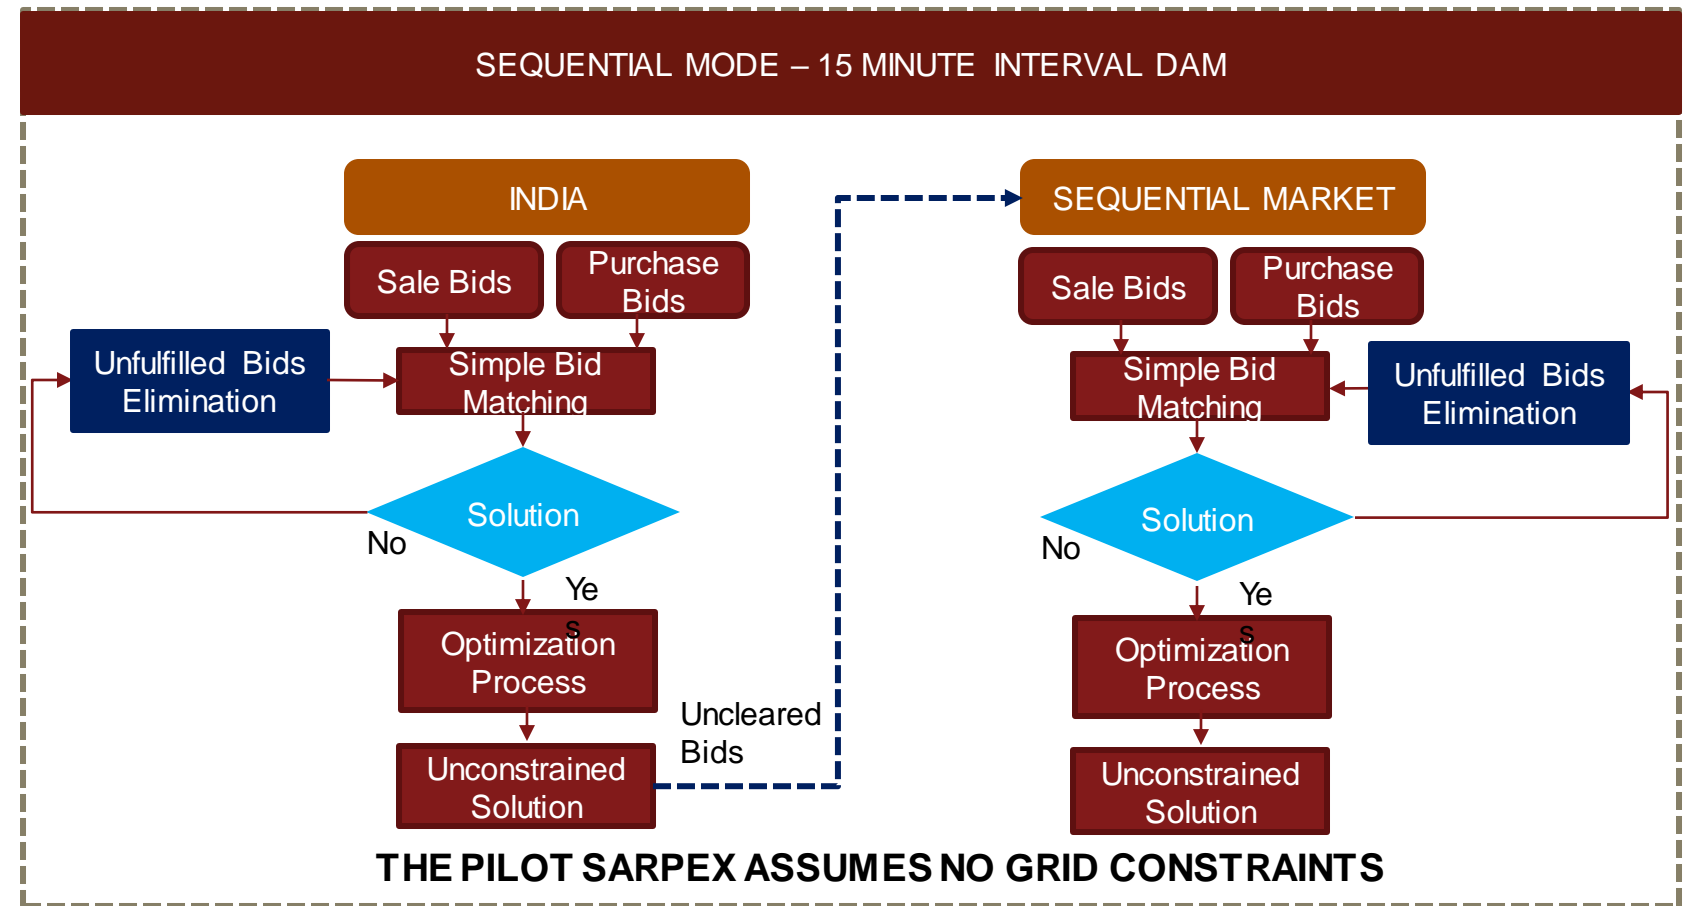 SEQUENTIAL MODE – 15 MINUTE INTERVAL DAM
INDIA
Sale Bids
Purchase
Bids
Unfulfilled Bids
Elimination
Simple Bid
Matching
Solution
No
Ye
s
Optimization
Process
Unconstrained
Solution
Uncleared
Bids
SEQUENTIAL MARKET
Sale Bids
Purchase
Bids
Simple Bid
Matching
Unfulfilled Bids
Elimination
Solution
No
Ye
s
Optimization
Process
Unconstrained
Solution
THE PILOT SARPEX ASSUMES NO GRID CONSTRAINTS